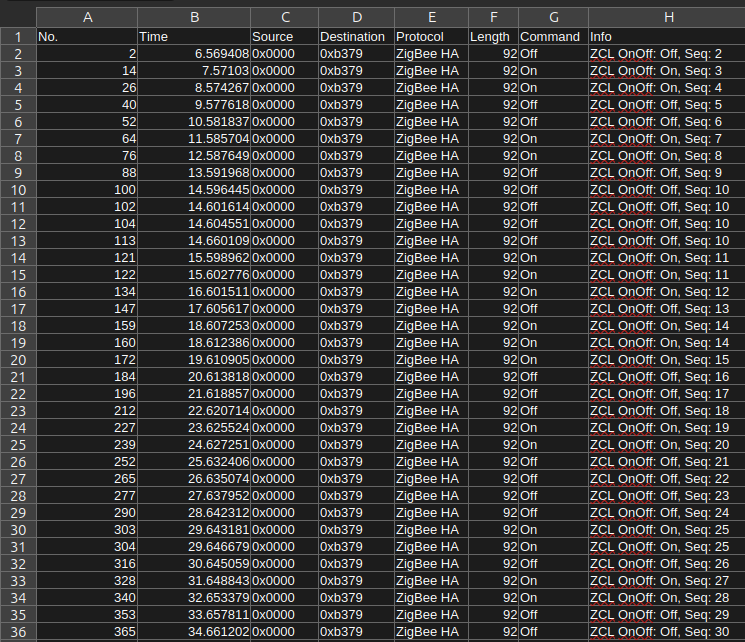 A B C D E F G H
1 No. Time Source Destination Protocol Length Command Info
2 2 6.569408 0x0000 0xb379 ZigBee HA 92 Off ZCL OnOff: Off, Seq: 2
3 14 7.57103 0x0000 0xb379 ZigBee HA 92 On ZCL OnOff: On, Seq: 3
4 26 8.574267 0x0000 0xb379 ZigBee HA 92 On ZCL OnOff: On, Seq: 4
5 40 9.577618 0x0000 0xb379 ZigBee HA 92 Off ZCL OnOff: Off, Seq: 5
6 52 10.581837 0x0000 0xb379 ZigBee HA 92 Off ZCL OnOff: Off, Seq: 6
7 64 11.585704 0x0000 0xb379 ZigBee HA 92 On ZCL OnOff: On, Seq: 7
8 76 12.587649 0x0000 0xb379 ZigBee HA 92 On ZCL OnOff: On, Seq: 8
9 88 13.591968 0x0000 0xb379 ZigBee HA 92 Off ZCL OnOff: Off, Seq: 9
10 100 14.596445 0x0000 0xb379 ZigBee HA 92 Off ZCL OnOff: Off, Seq: 10
11 102 14.601614 0x0000 0xb379 ZigBee HA 92 Off ZCL OnOff: Off, Seq: 10
12 104 14.604551 0x0000 0xb379 ZigBee HA 92 Off ZCL OnOff: Off, Seq: 10
13 113 14.660109 0x0000 0xb379 ZigBee HA 92 Off ZCL OnOff: Off, Seq: 10
14 121 15.598962 0x0000 0xb379 ZigBee HA 92 On ZCL OnOff: On, Seq: 11
15 122 15.602776 0x0000 0xb379 ZigBee HA 92 On ZCL OnOff: On, Seq: 11
16 134 16.601511 0x0000 0xb379 ZigBee HA 92 On ZCL OnOff: On, Seq: 12
17 147 17.605617 0x0000 0xb379 ZigBee HA 92 Off ZCL OnOff: Off, Seq: 13
18 159 18.607253 0x0000 0xb379 ZigBee HA 92 On ZCL OnOff: On, Seq: 14
19 160 18.612386 0x0000 0xb379 ZigBee HA 92 On ZCL OnOff: On, Seq: 14
20 172 19.610905 0x0000 0xb379 ZigBee HA 92 On ZCL OnOff: On, Seq: 15
21 184 20.613818 0x0000 0xb379 ZigBee HA 92 Off ZCL OnOff: Off, Seq: 16
22 196 21.618857 0x0000 0xb379 ZigBee HA 92 Off ZCL OnOff: Off, Seq: 17
23 212 22.620714 0x0000 0xb379 ZigBee HA 92 Off ZCL OnOff: Off, Seq: 18
24 227 23.625524 0x0000 0xb379 ZigBee HA 92 On ZCL OnOff: On, Seq: 19
25 239 24.627251 0x0000 0xb379 ZigBee HA 92 On ZCL OnOff: On, Seq: 20
26 252 25.632406 0x0000 0xb379 ZigBee HA 92 Off ZCL OnOff: Off, Seq: 21
27 265 26.635074 0x0000 0xb379 ZigBee HA 92 Off ZCL OnOff: Off, Seq: 22
28 277 27.637952 0x0000 0xb379 ZigBee HA 92 Off ZCL OnOff: Off, Seq: 23
29 290 28.642312 0x0000 0xb379 ZigBee HA 92 Off ZCL OnOff: Off, Seq: 24
30 303 29.643181 0x0000 0xb379 ZigBee HA 92 On ZCL OnOff: On, Seq: 25
31 304 29.646679 0x0000 0xb379 ZigBee HA 92 On ZCL OnOff: On, Seq: 25
32 316 30.645059 0x0000 0xb379 ZigBee HA 92 Off ZCL OnOff: Off, Seq: 26
33 328 31.648843 0x0000 0xb379 ZigBee HA 92 On ZCL OnOff: On, Seq: 27
34 340 32.653379 0x0000 0xb379 ZigBee HA 92 On ZCL OnOff: On, Seq: 28
35 353 33.657811 0x0000 0xb379 ZigBee HA 92 Off ZCL OnOff: Off, Seq: 29
36 365 34.661202 0x0000 0xb379 ZigBee HA 92 Off ZCL OnOff: Off, Seq: 30